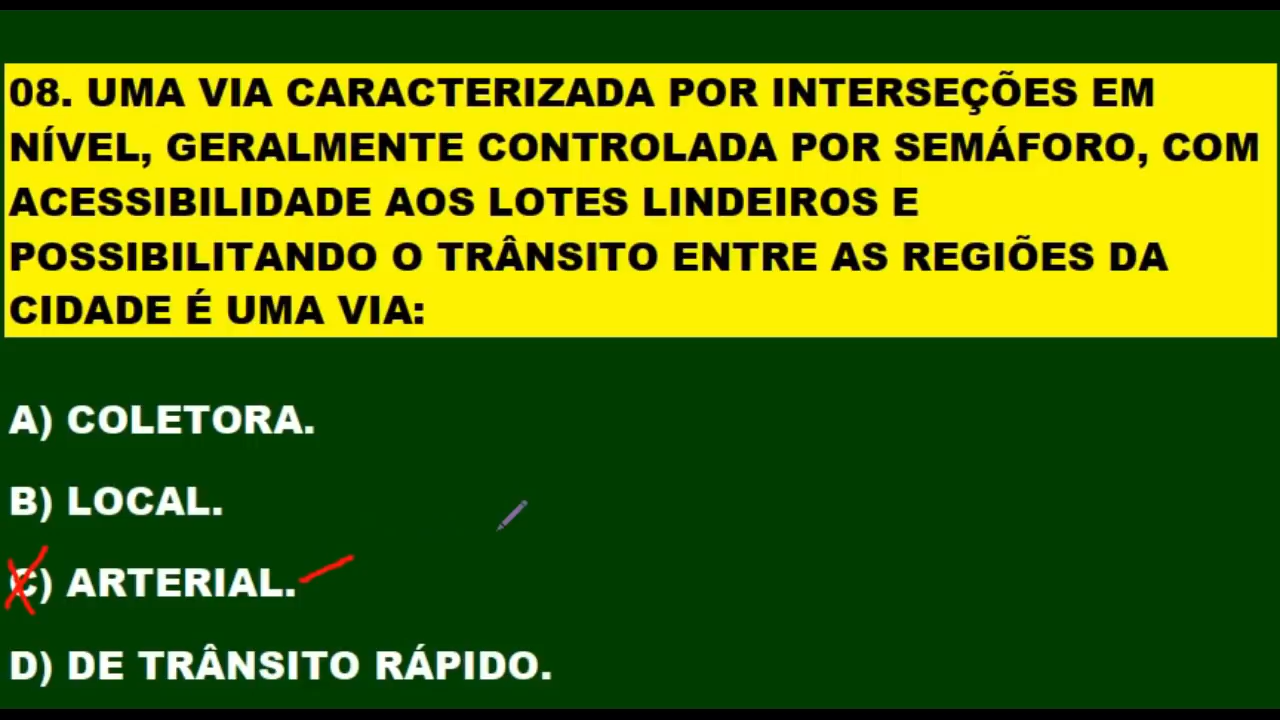 08. UMA VIA CARACTERIZADA POR INTERSEÇÕES EM
NÍVEL, GERALMENTE CONTROLADA POR SEMÁFORO, COM
ACESSIBILIDADE AOS LOTES LINDEIROS E
POSSIBILITANDO O TRÂNSITO ENTRE AS REGIÕES DA
CIDADE É UMA VIA:
A) COLETORA.
B) LOCAL.
C) ARTERIAL.
D) DE TRÂNSITO RÁPIDO.